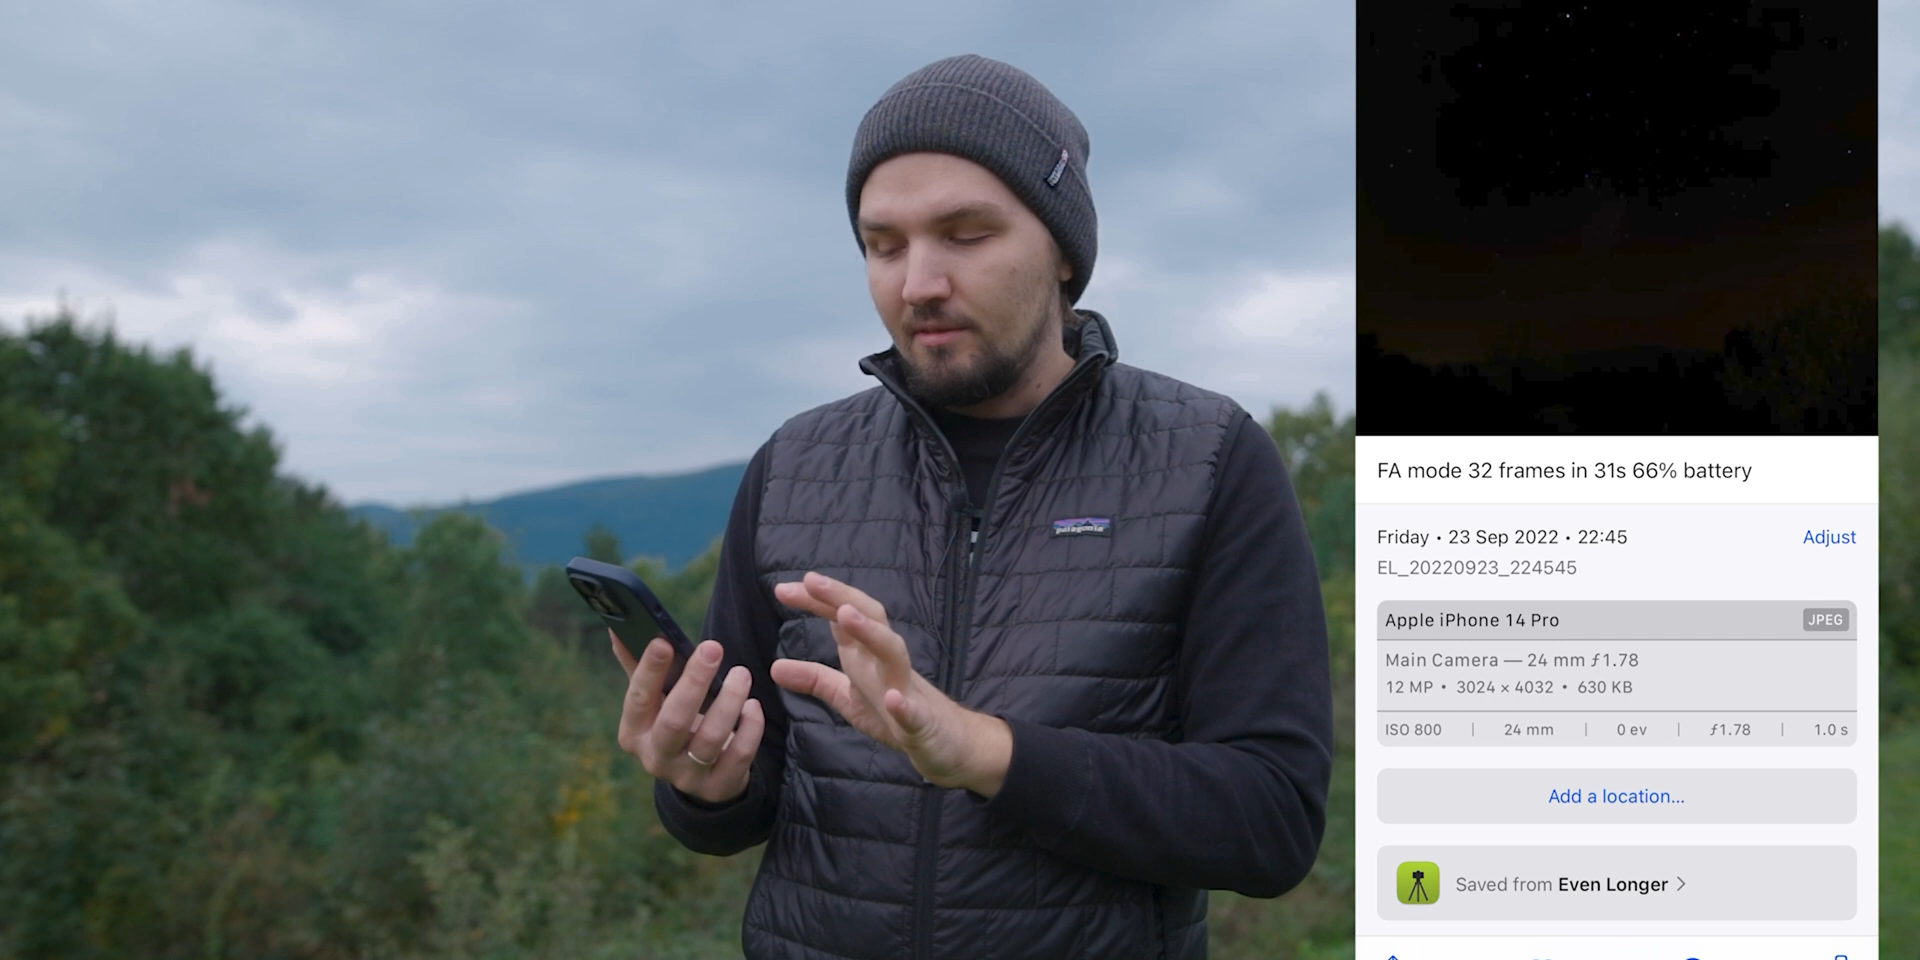 patagonia
FA mode 32 frames in 31s 66% battery
Friday • 23 Sep 2022 • 22:45
Adjust
EL_20220923_224545
Apple iPhone 14 Pro
JPEG
Main Camera — 24 mm ƒ1.78
12 MP • 3024 × 4032 • 630 KB
ISO 800 | 24 mm | 0 ev | ƒ1.78 | 1.0 s
Add a location...
Saved from Even Longer >